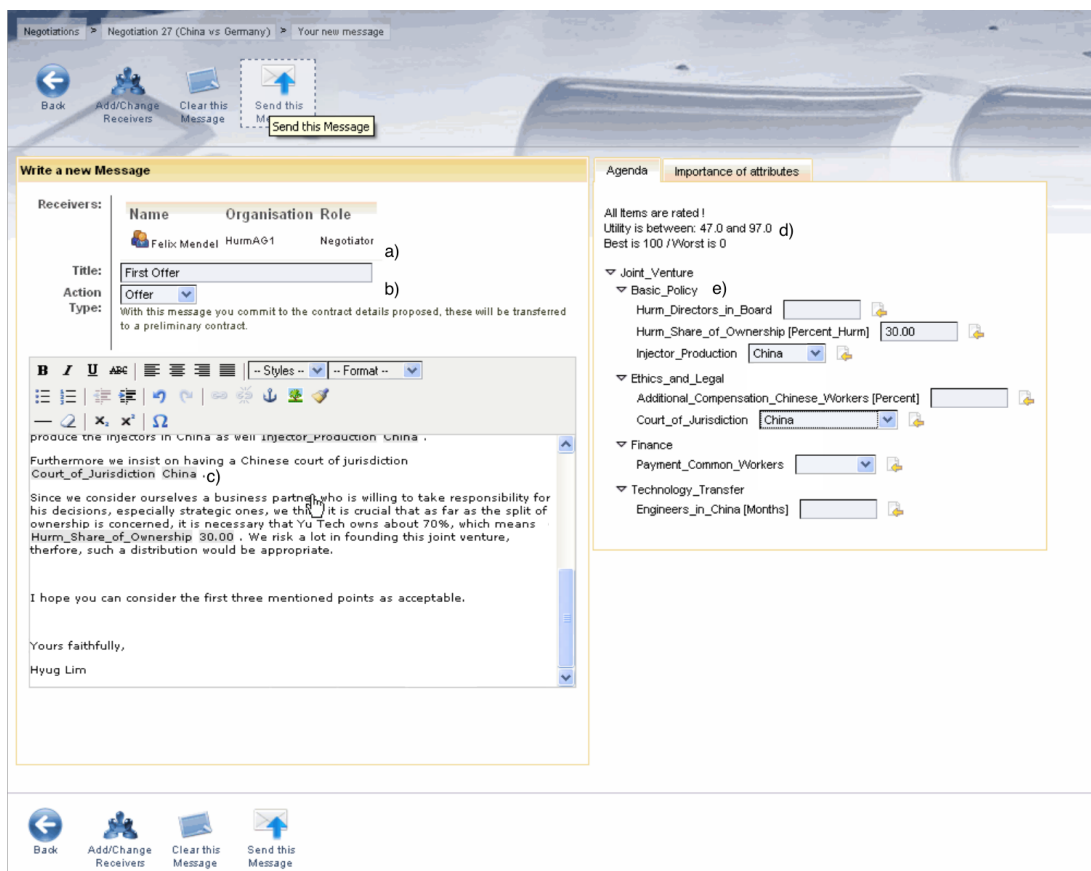 Negotiations > Negotiation 27 (China vs Germany) > Your new message
Back
Add/Change
Receivers
Clear this
Message
Send this
Send this Message
Write a new Message
Receivers:
Name Organisation Role
Felix Mendel HurmAG1 Negotiator
a)
Title: First Offer
Action
Type:
Offer
b)
With this message you commit to the contract details proposed, these will be transferred
to a preliminary contract.
B I U ABC -- Styles -- -- Format --
X₂ X² Ω
produce the injectors in China as well Injector_Production China .
Furthermore we insist on having a Chinese court of jurisdiction
Court_of_Jurisdiction China . c)
Since we consider ourselves a business partner who is willing to take responsibility for
his decisions, especially strategic ones, we think it is crucial that as far as the split of
ownership is concerned, it is necessary that Yu Tech owns about 70%, which means
Hurm_Share_of_Ownership 30.00 . We risk a lot in founding this joint venture,
therfore, such a distribution would be appropriate.
I hope you can consider the first three mentioned points as acceptable.
Yours faithfully,
Hyug Lim
Agenda Importance of attributes
All Items are rated !
Utility is between: 47.0 and 97.0 d)
Best is 100 / Worst is 0
Joint_Venture
Basic_Policy e)
Hurm_Directors_in_Board
Hurm_Share_of_Ownership [Percent_Hurm] 30.00
Injector_Production China
Ethics_and_Legal
Additional_Compensation_Chinese_Workers [Percent]
Court_of_Jurisdiction China
Finance
Payment_Common_Workers
Technology_Transfer
Engineers_in_China [Months]
Back
Add/Change
Receivers
Clear this
Message
Send this
Message